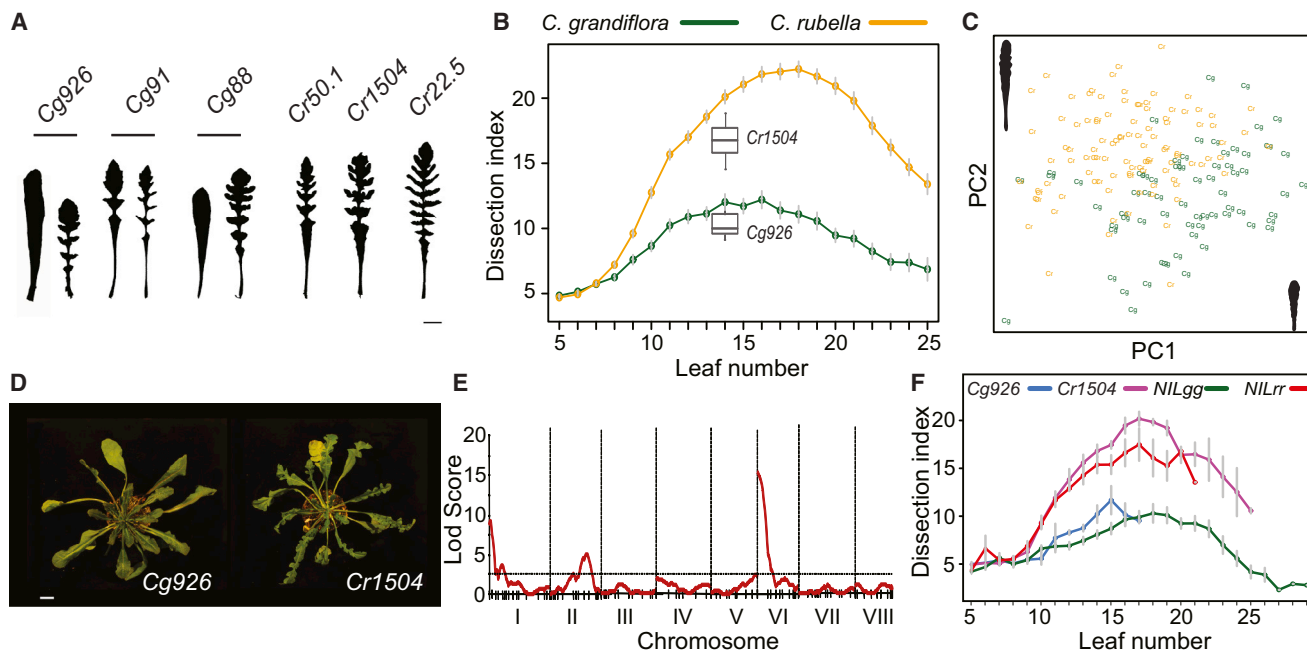 A
Cg926
Cg91
Cg88
Cr50.1
Cr1504
Cr22.5
B
C. grandiflora
C. rubella
Dissection index
20
15
10
5
Cr1504
Cg926
5
10
15
20
25
Leaf number
C
PC2
PC1
Cr
Cg
D
Cg926
Cr1504
E
Lod Score
20
15
10
5
0
I
II
III
IV
V
VI
VII
VIII
Chromosome
F
Cg926
Cr1504
NILgg
NILrr
Dissection index
20
15
10
5
5
10
15
20
25
Leaf number